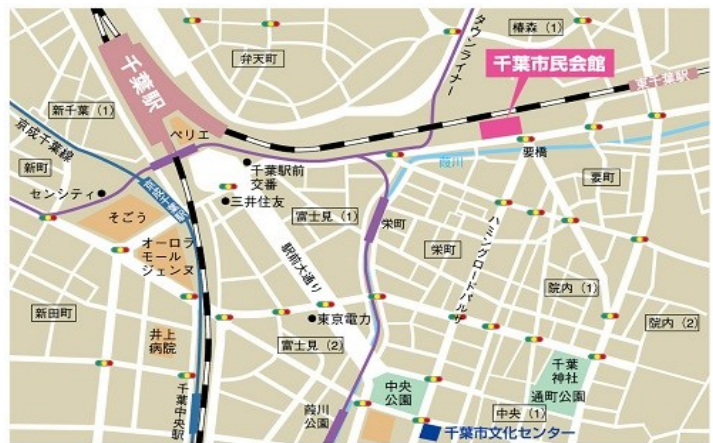 椿森（1）
タウンライナー
弁天町
千葉市民会館
千葉駅
東千葉駅
新千葉（1）
ペリエ
京成千葉線
葭川
要橋
新町
千葉駅前
交番
要町
センシティ
京成千葉駅
三井住友
そごう
富士見（1）
栄町
栄町
ハミングロードパルサ
オーロラ
モール
ジェンヌ
駅前大通り
院内（1）
新田町
東京電力
院内（2）
井上
病院
富士見（2）
千葉
神社
通町公園
中央
公園
千葉中央駅
葭川
公園
中央（1）
千葉市文化センター